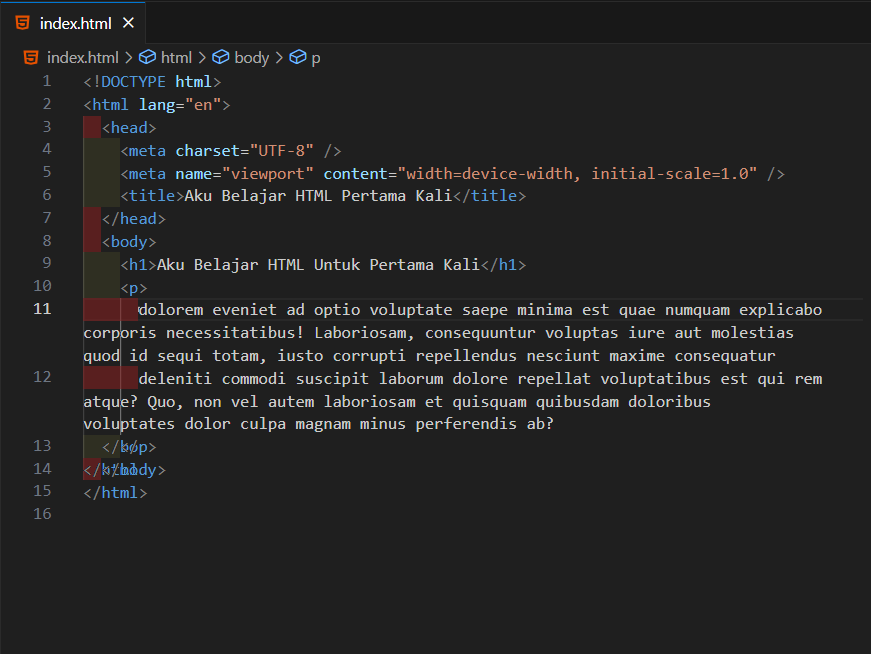 index.html
index.html > html > body > p
1 <!DOCTYPE html>
2 <html lang="en">
3 <head>
4 <meta charset="UTF-8" />
5 <meta name="viewport" content="width=device-width, initial-scale=1.0" />
6 <title>Aku Belajar HTML Pertama Kali</title>
7 </head>
8 <body>
9 <h1>Aku Belajar HTML Untuk Pertama Kali</h1>
10 <p>
11 dolorem eveniet ad optio voluptate saepe minima est quae numquam explicabo
corporis necessitatibus! Laboriosam, consequuntur voluptas iure aut molestias
quod id sequi totam, iusto corrupti repellendus nesciunt maxime consequatur
12 deleniti commodi suscipit laborum dolore repellat voluptatibus est qui rem
atque? Quo, non vel autem laboriosam et quisquam quibusdam doloribus
voluptates dolor culpa magnam minus perferendis ab?
13
14
15 </html>
16